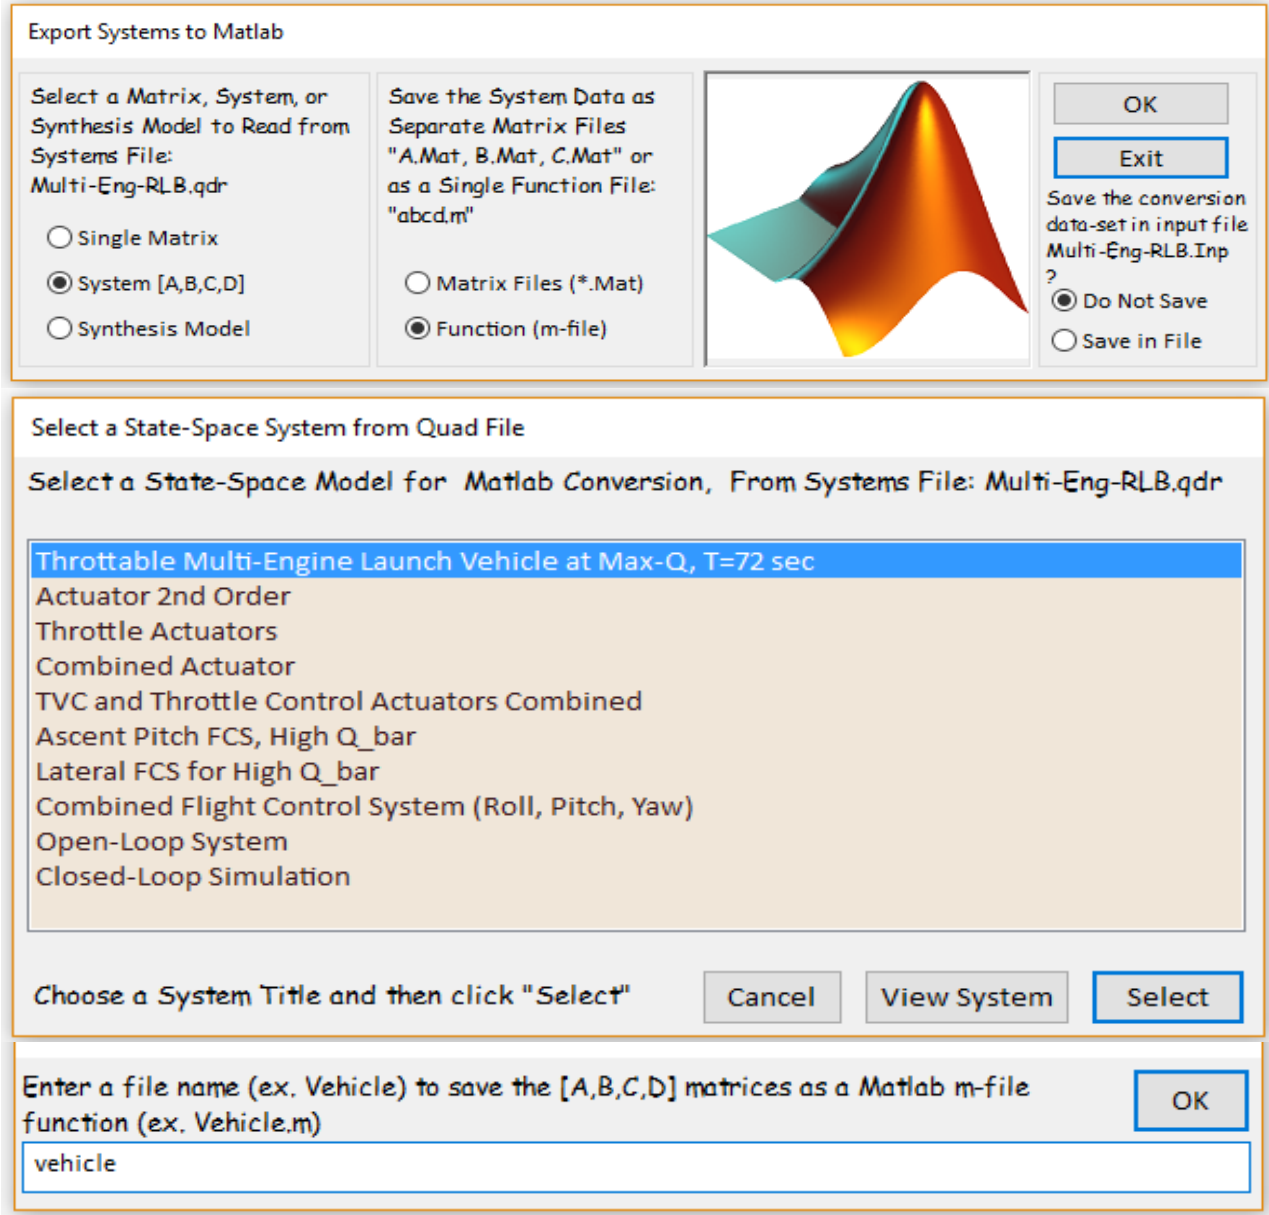 Export Systems to Matlab
Select a Matrix, System, or
Synthesis Model to Read from
Systems File:
Multi-Eng-RLB.qdr
Single Matrix
System [A,B,C,D]
Synthesis Model
Save the System Data as
Separate Matrix Files
"A.Mat, B.Mat, C.Mat" or
as a Single Function File:
"abcd.m"
Matrix Files (*.Mat)
Function (m-file)
OK
Exit
Save the conversion
data-set in input file
Multi-Eng-RLB.Inp
?
Do Not Save
Save in File
Select a State-Space System from Quad File
Select a State-Space Model for Matlab Conversion, From Systems File: Multi-Eng-RLB.qdr
Throttable Multi-Engine Launch Vehicle at Max-Q, T=72 sec
Actuator 2nd Order
Throttle Actuators
Combined Actuator
TVC and Throttle Control Actuators Combined
Ascent Pitch FCS, High Q_bar
Lateral FCS for High Q_bar
Combined Flight Control System (Roll, Pitch, Yaw)
Open-Loop System
Closed-Loop Simulation
Choose a System Title and then click "Select"
Cancel
View System
Select
Enter a file name (ex. Vehicle) to save the [A,B,C,D] matrices as a Matlab m-file
function (ex. Vehicle.m)
OK
vehicle